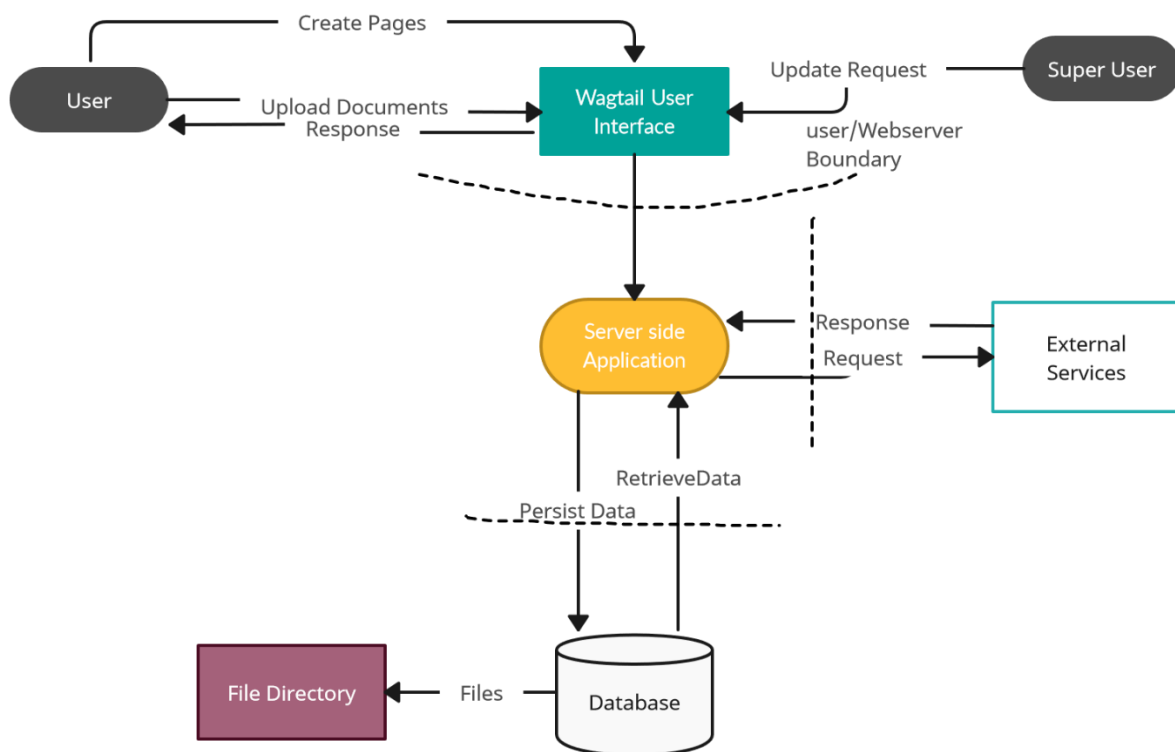 Create Pages
User
Upload Documents
Response
Wagtail User
Interface
Update Request
Super User
user/Webserver
Boundary
Server side
Application
Response
Request
External
Services
RetrieveData
Persist Data
File Directory
Files
Database